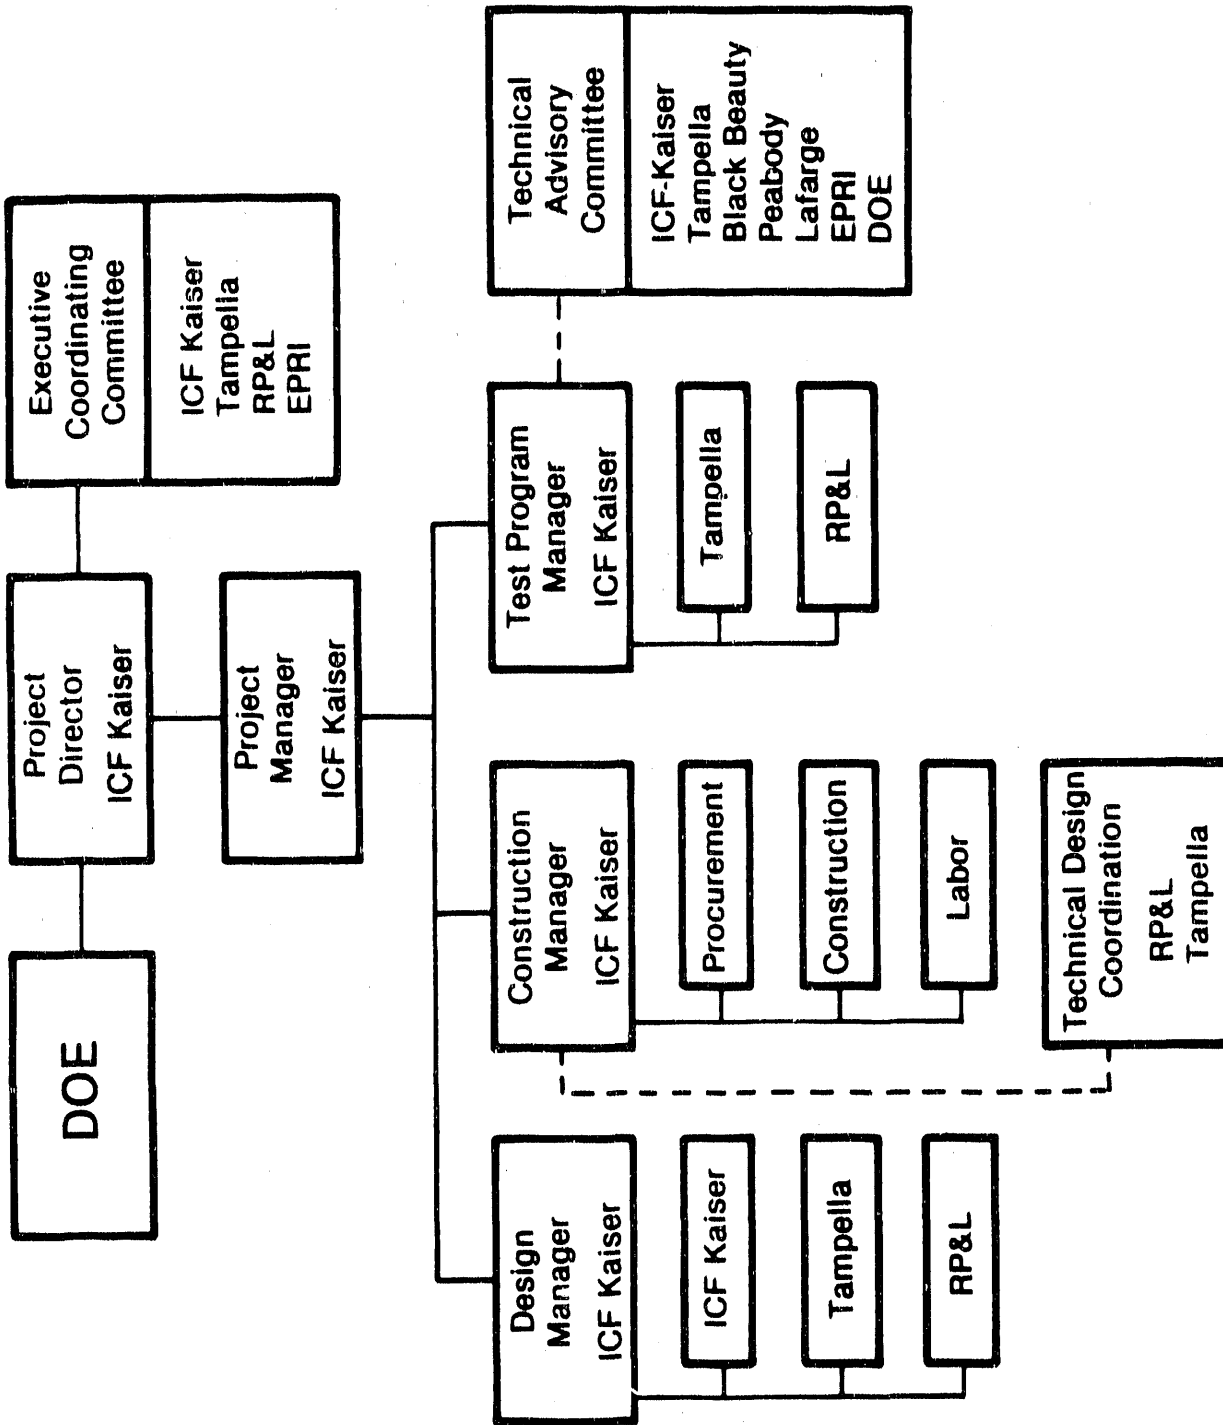 DOE
Project
Director
ICF Kaiser
Executive
Coordinating
Committee
ICF Kaiser
Tampella
RP&L
EPRI
Project
Manager
ICF Kaiser
Design
Manager
ICF Kaiser
ICF Kaiser
Tampella
RP&L
Construction
Manager
ICF Kaiser
Procurement
Construction
Labor
Technical Design
Coordination
RP&L
Tampella
Test Program
Manager
ICF Kaiser
Tampella
RP&L
Technical
Advisory
Committee
ICF-Kaiser
Tampella
Black Beauty
Peabody
Lafarge
EPRI
DOE